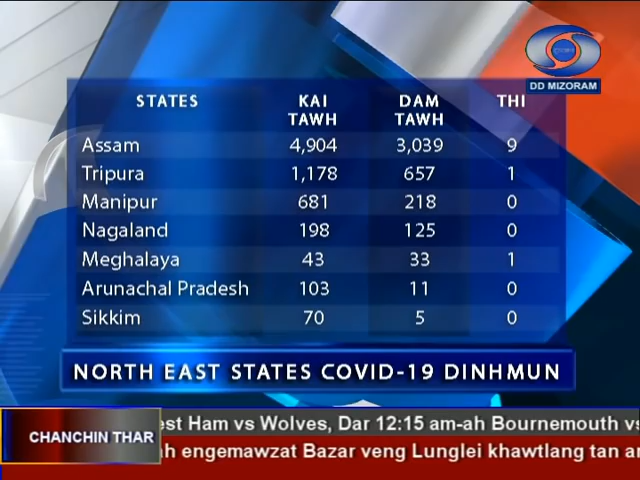 DD MIZORAM
STATES KAI TAWH DAM TAWH THI
Assam 4,904 3,039 9
Tripura 1,178 657 1
Manipur 681 218 0
Nagaland 198 125 0
Meghalaya 43 33 1
Arunachal Pradesh 103 11 0
Sikkim 70 5 0
NORTH EAST STATES COVID-19 DINHMUN
CHANCHIN THAR
est Ham vs Wolves, Dar 12:15 am-ah Bournemouth vs
ah engemawzat Bazar veng Lunglei khawtlang tan